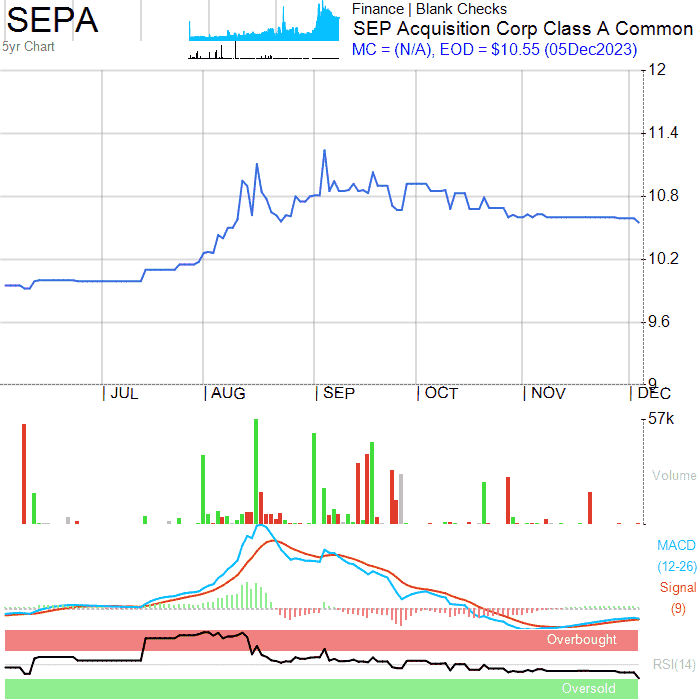 SEPA
5yr Chart
Finance | Blank Checks
SEP Acquisition Corp Class A Common
MC = (N/A), EOD = $10.55 (05Dec2023)
12
11.4
10.8
10.2
9.6
9
| JUL | AUG | SEP | OCT | NOV | DEC
57k
Volume
MACD
(12-26)
Signal
(9)
Overbought
RSI(14)
Oversold